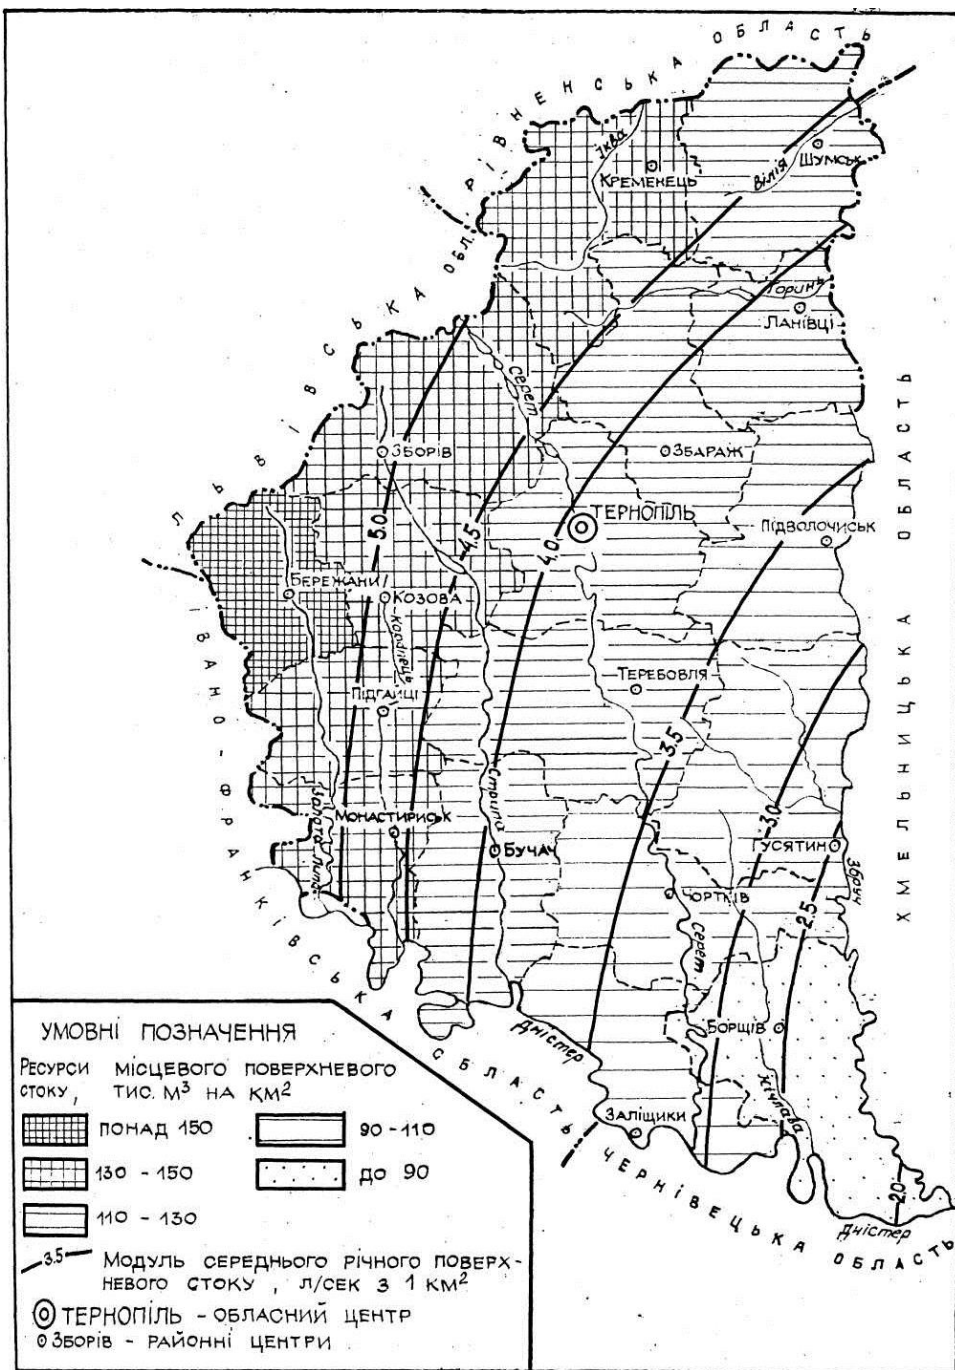 РІВНЕНСЬКА ОБЛАСТЬ
ЛЬВІВСЬКА ОБЛ.
ІВАНО-ФРАНКІВСЬКА ОБЛАСТЬ
ХМЕЛЬНИЦЬКА ОБЛАСТЬ
ЧЕРНІВЕЦЬКА ОБЛАСТЬ
Іква
КРЕМЕНЕЦЬ
ШУМСЬК
Вілія
Горинь
ЛАНІВЦІ
Серет
ЗБОРІВ
ЗБАРАЖ
ТЕРНОПІЛЬ
ПІДВОЛОЧИСЬК
5.0
4.5
4.0
БЕРЕЖАНИ
КОЗОВА
Коропець
ПІДГАЙЦІ
ТЕРЕБОВЛЯ
3.5
Золота Липа
МОНАСТИРИСЬК
Стрипа
БУЧАЧ
3.0
ГУСЯТИН
Збруч
ЧОРТКІВ
2.5
Серет
Дністер
БОРЩІВ
Нічлава
ЗАЛІЩИКИ
2.0
Дністер
УМОВНІ ПОЗНАЧЕННЯ
РЕСУРСИ МІСЦЕВОГО ПОВЕРХНЕВОГО
СТОКУ, ТИС. М³ НА КМ²
ПОНАД 150
90-110
130 - 150
ДО 90
110 - 130
3.5
МОДУЛЬ СЕРЕДНЬОГО РІЧНОГО ПОВЕРХ-
НЕВОГО СТОКУ, Л/СЕК З 1 КМ²
ТЕРНОПІЛЬ - ОБЛАСНИЙ ЦЕНТР
ЗБОРІВ - РАЙОННІ ЦЕНТРИ